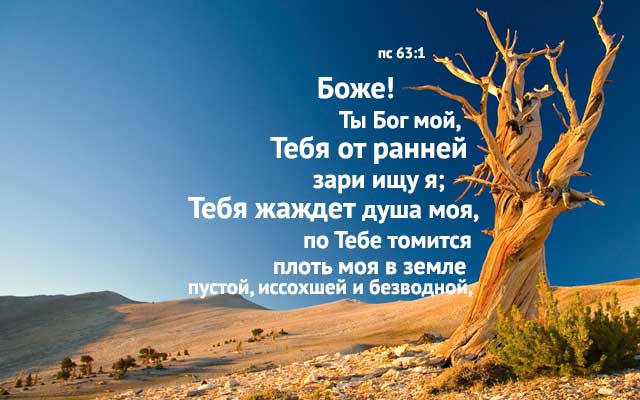 пс 63:1
Боже!
Ты Бог мой,
Тебя от ранней
зари ищу я;
Тебя жаждет душа моя,
по Тебе томится
плоть моя в земле
пустой, иссохшей и безводной,